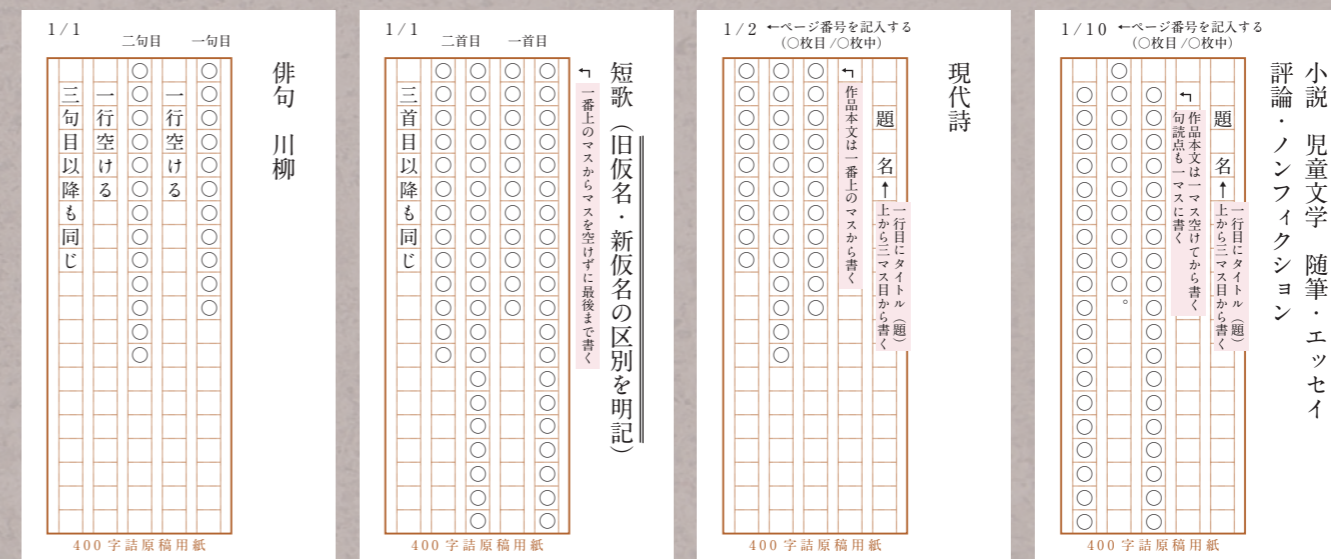 小説　児童文学　随筆・エッセイ
評論・ノンフィクション
1/10 ←ページ番号を記入する
(○枚目/○枚中)
題　名
↑一行目にタイトル（題）
上から三マス目から書く
作品本文は一マス空けてから書く
句読点も一マスに書く
○○○○○○○○○○○○○○○○○○○
○○○○○○○○○○。
○○○○○○○○○○○○○○○○○○○
400字詰原稿用紙
現代詩
1/2 ←ページ番号を記入する
(○枚目/○枚中)
題　名
↑一行目にタイトル（題）
上から三マス目から書く
作品本文は一番上のマスから書く
○○○○○○○○○○○
○○○○○○○○○○○○○
○○○○○○○○○
400字詰原稿用紙
短歌（旧仮名・新仮名の区別を明記）
一番上のマスからマスを空けずに最後まで書く
1/1
一首目
○○○○○○○○○○○○○○○○○○○○
○○○○○○○○○○○
二首目
○○○○○○○○○○○○○○○○○○○○
○○○○○○○○○○○○○
三首目以降も同じ
400字詰原稿用紙
俳句　川柳
1/1
一句目
○○○○○○○○○○○
一行空ける
二句目
○○○○○○○○○○○○○
一行空ける
三句目以降も同じ
400字詰原稿用紙